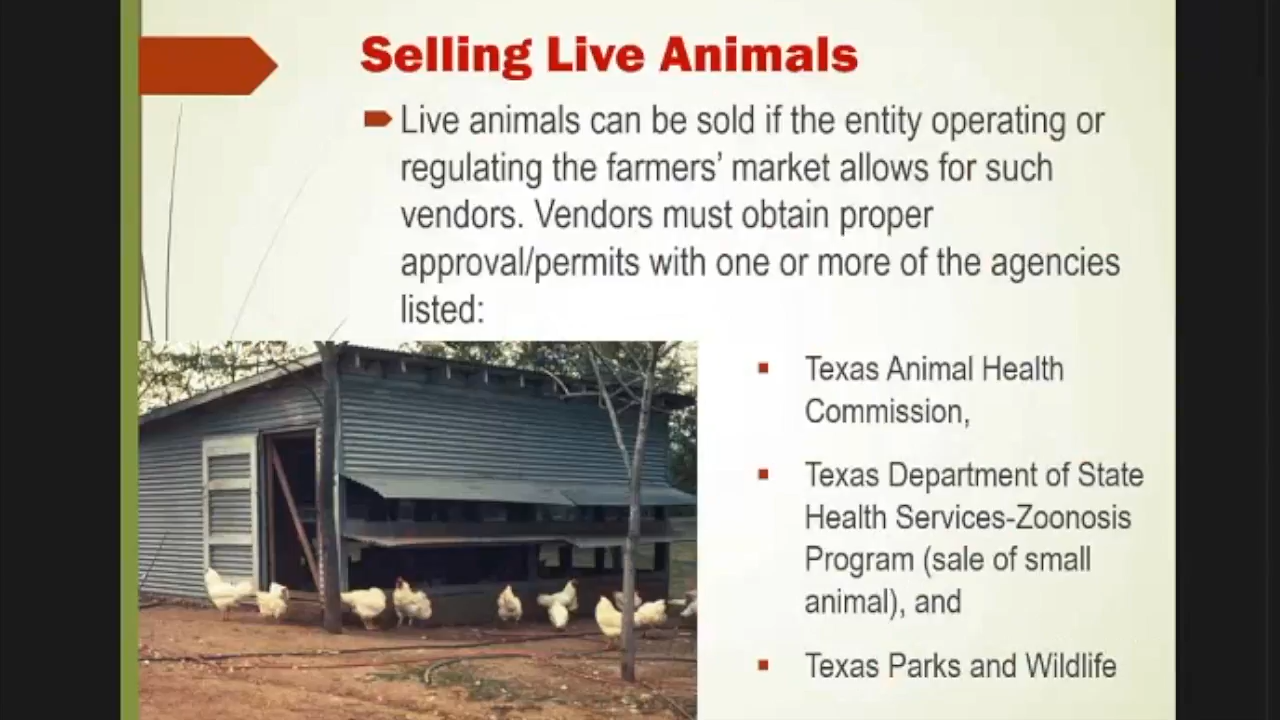 Selling Live Animals
Live animals can be sold if the entity operating or
regulating the farmers’ market allows for such
vendors. Vendors must obtain proper
approval/permits with one or more of the agencies
listed:
Texas Animal Health
Commission,
Texas Department of State
Health Services-Zoonosis
Program (sale of small
animal), and
Texas Parks and Wildlife